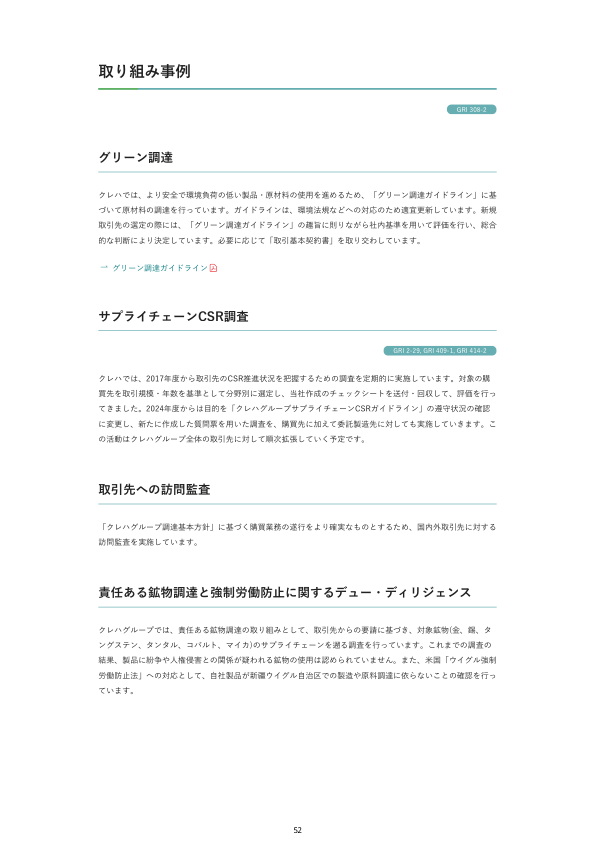 取り組み事例
GRI 308-2
グリーン調達
クレハでは、より安全で環境負荷の低い製品・原材料の使用を進めるため、「グリーン調達ガイドライン」に基
づいて原材料の調達を行っています。ガイドラインは、環境法規などへの対応のため適宜更新しています。新規
取引先の選定の際には、「グリーン調達ガイドライン」の趣旨に則りながら社内基準を用いて評価を行い、総合
的な判断により決定しています。必要に応じて「取引基本契約書」を取り交わしています。
→ グリーン調達ガイドライン
サプライチェーンCSR調査
GRI 2-29, GRI 409-1, GRI 414-2
クレハでは、2017年度から取引先のCSR推進状況を把握するための調査を定期的に実施しています。対象の購
買先を取引規模・年数を基準として分野別に選定し、当社作成のチェックシートを送付・回収して、評価を行っ
てきました。2024年度からは目的を「クレハグループサプライチェーンCSRガイドライン」の遵守状況の確認
に変更し、新たに作成した質問票を用いた調査を、購買先に加えて委託製造先に対しても実施していきます。こ
の活動はクレハグループ全体の取引先に対して順次拡張していく予定です。
取引先への訪問監査
「クレハグループ調達基本方針」に基づく購買業務の遂行をより確実なものとするため、国内外取引先に対する
訪問監査を実施しています。
責任ある鉱物調達と強制労働防止に関するデュー・ディリジェンス
クレハグループでは、責任ある鉱物調達の取り組みとして、取引先からの要請に基づき、対象鉱物(金、錫、タ
ングステン、タンタル、コバルト、マイカ)のサプライチェーンを遡る調査を行っています。これまでの調査の
結果、製品に紛争や人権侵害との関係が疑われる鉱物の使用は認められていません。また、米国「ウイグル強制
労働防止法」への対応として、自社製品が新疆ウイグル自治区での製造や原料調達に依らないことの確認を行っ
ています。
52